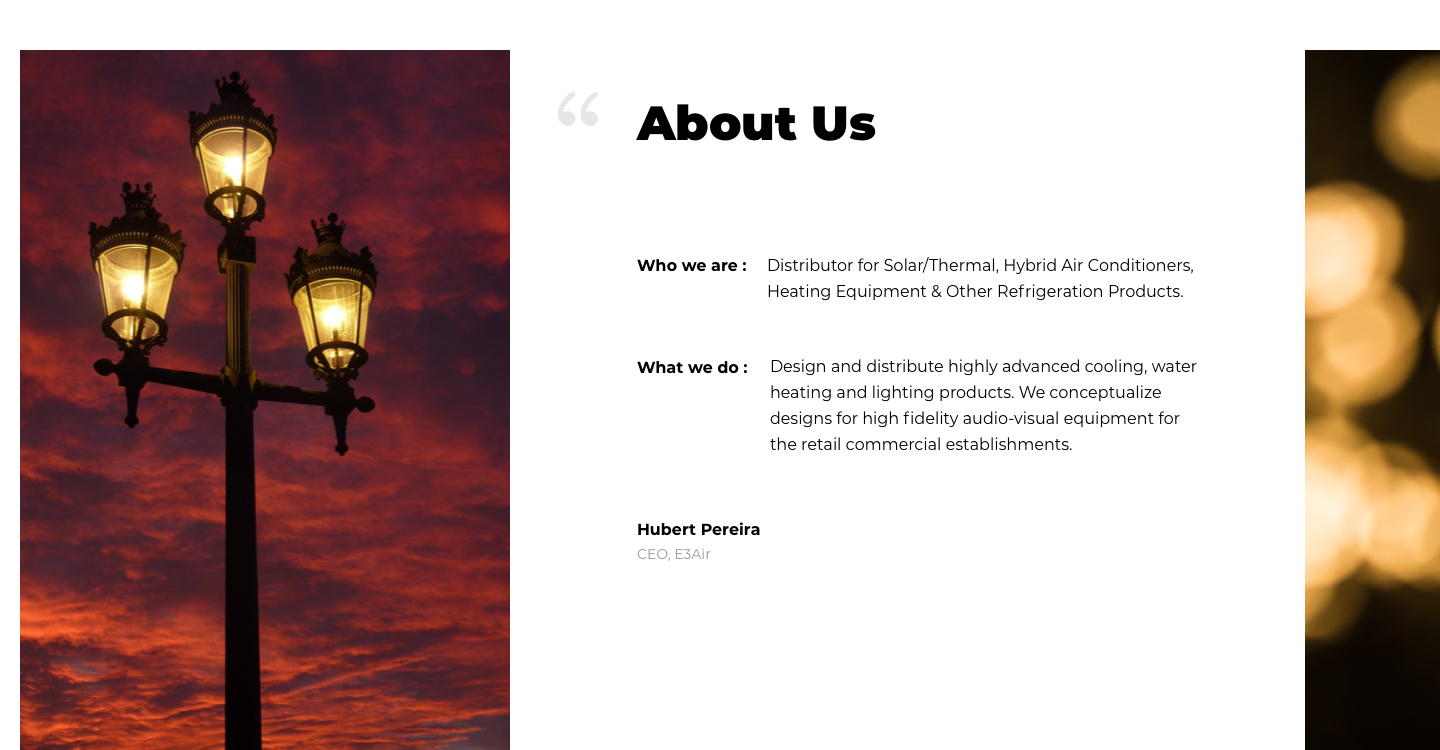 “
About Us
Who we are : Distributor for Solar/Thermal, Hybrid Air Conditioners,
Heating Equipment & Other Refrigeration Products.
What we do : Design and distribute highly advanced cooling, water
heating and lighting products. We conceptualize
designs for high fidelity audio-visual equipment for
the retail commercial establishments.
Hubert Pereira
CEO, E3Air